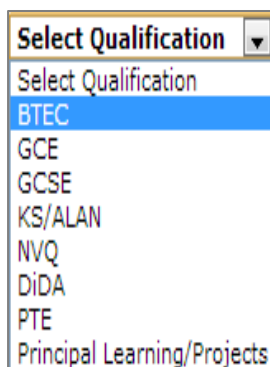 Select Qualification
Select Qualification
BTEC
GCE
GCSE
KS/ALAN
NVQ
DiDA
PTE
Principal Learning/Projects